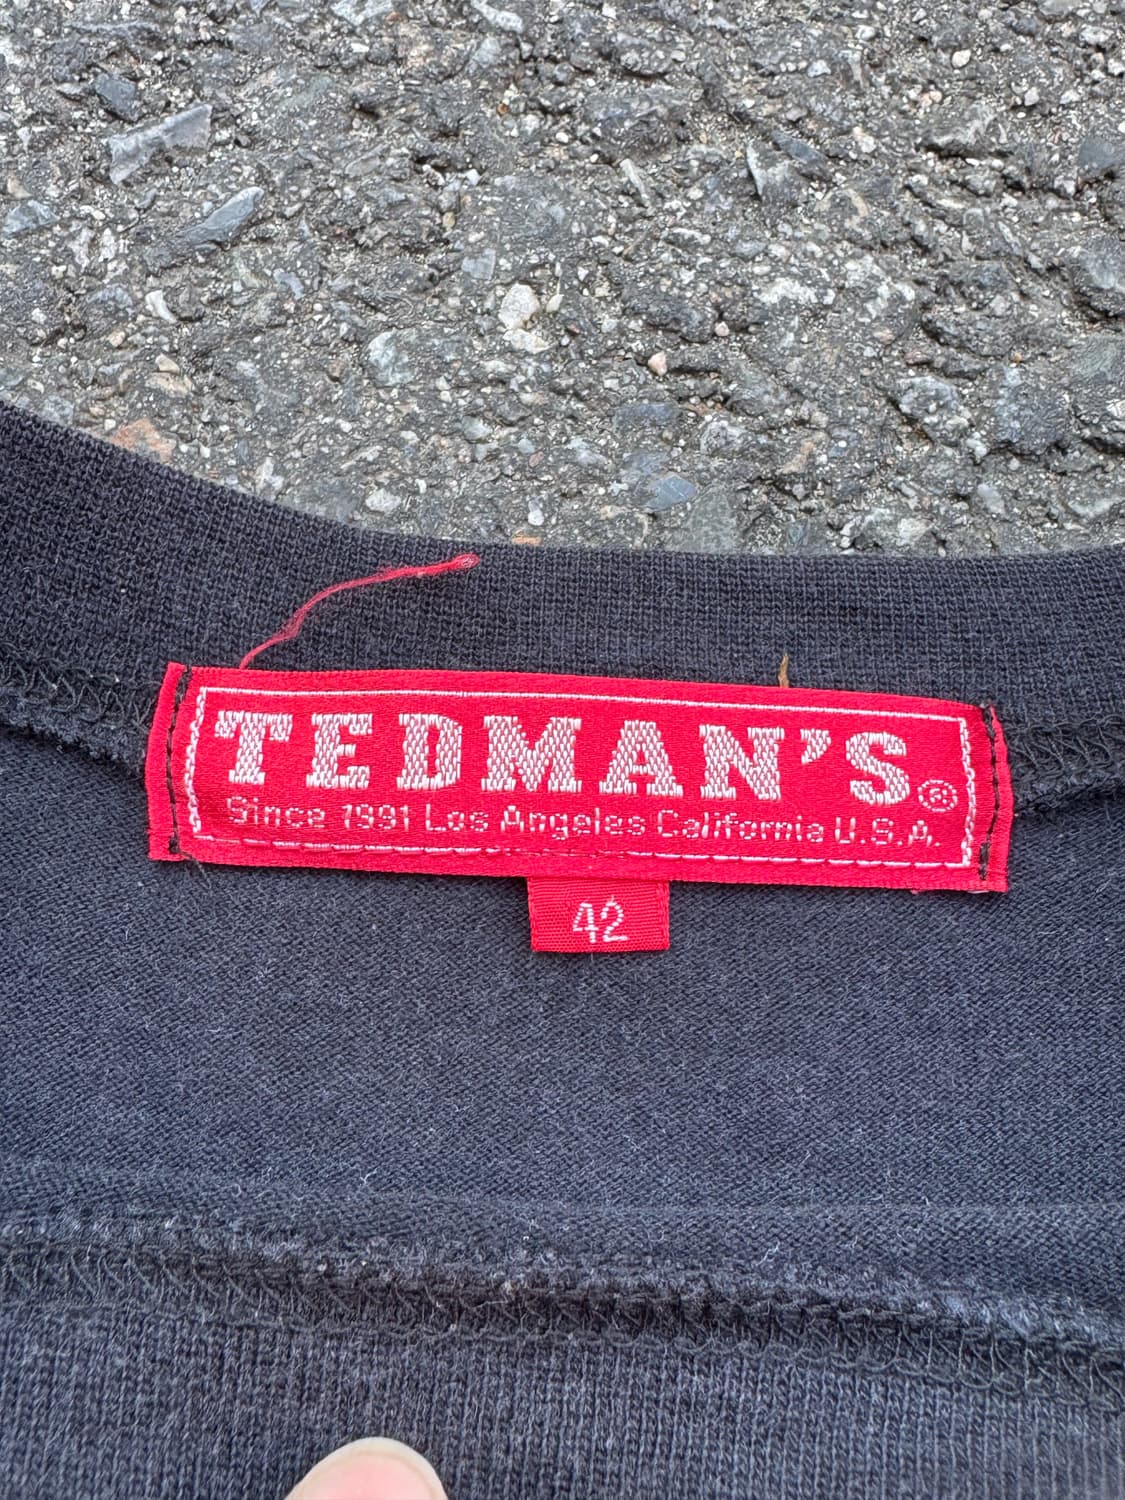 TEDMAN'S®
Since 1991 Los Angeles California U.S.A.
42